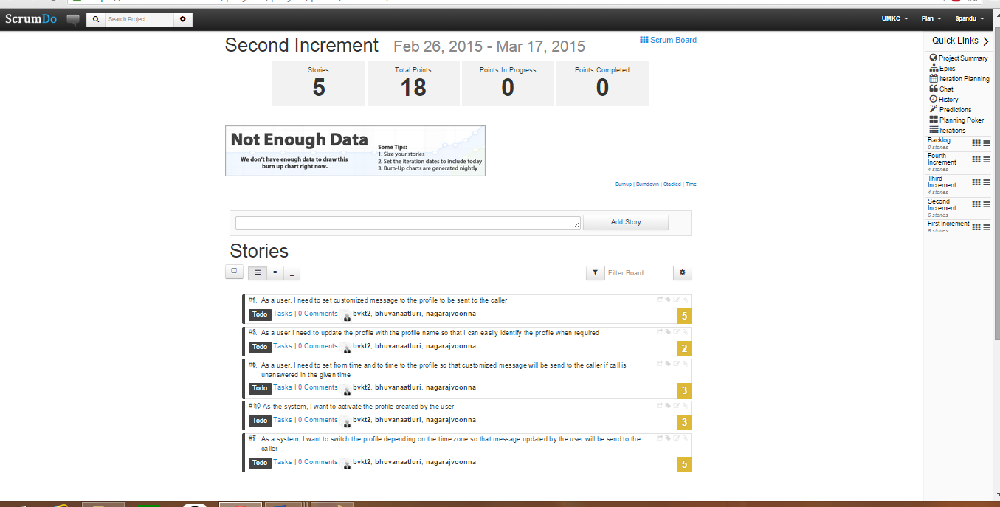 ScrumDo
Search Project
UMKC
Plan
Spandu
Second Increment Feb 26, 2015 - Mar 17, 2015
Scrum Board
Stories
5
Total Points
18
Points In Progress
0
Points Completed
0
Not Enough Data
We don't have enough data to draw this
burn up chart right now.
Some Tips:
1. Size your stories
2. Set the iteration dates to include today
3. Burn-Up charts are generated nightly
Burnup | Burndown | Stacked | Time
Add Story
Stories
Filter Board
As a user, I need to set customized message to the profile to be sent to the caller
Todo Tasks | 0 Comments bvkt2, bhuvanaatluri, nagarajvoonna
5
As a user I need to update the profile with the profile name so that I can easily identify the profile when required
Todo Tasks | 0 Comments bvkt2, bhuvanaatluri, nagarajvoonna
2
As a user, I need to set from time and to time to the profile so that customized message will be send to the caller if call is
unanswered in the given time
Todo Tasks | 0 Comments bvkt2, bhuvanaatluri, nagarajvoonna
3
#10 As the system, I want to activate the profile created by the user
Todo Tasks | 0 Comments bvkt2, bhuvanaatluri, nagarajvoonna
3
#7. As a system, I want to switch the profile depending on the time zone so that message updated by the user will be send to the
caller
Todo Tasks | 0 Comments bvkt2, bhuvanaatluri, nagarajvoonna
5
Quick Links
Project Summary
Epics
Iteration Planning
Chat
History
Predictions
Planning Poker
Iterations
Backlog
0 stories
Fourth
Increment
4 stories
Third
Increment
4 stories
Second
Increment
6 stories
First Increment
6 stories